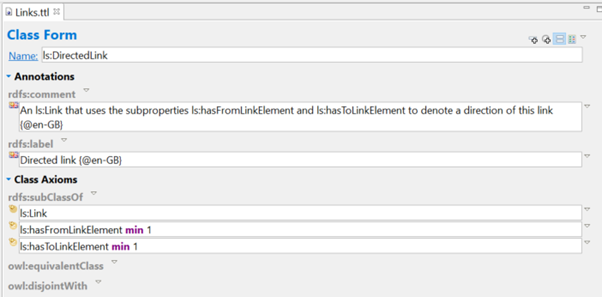 Links.ttl
Class Form
Name: ls:DirectedLink
Annotations
rdfs:comment
An ls:Link that uses the subproperties ls:hasFromLinkElement and ls:hasToLinkElement to denote a direction of this link
{@en-GB}
rdfs:label
Directed link {@en-GB}
Class Axioms
rdfs:subClassOf
ls:Link
ls:hasFromLinkElement min 1
ls:hasToLinkElement min 1
owl:equivalentClass
owl:disjointWith